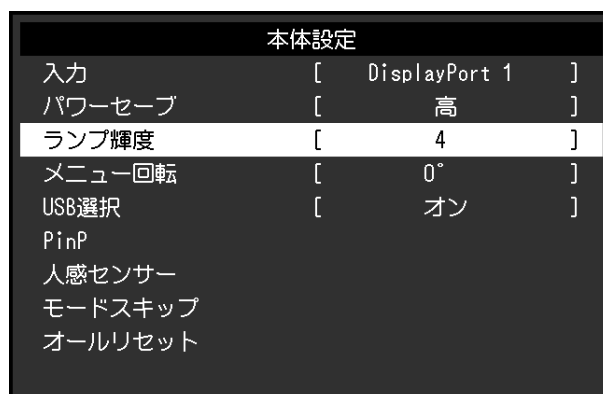 本体設定
入力 [ DisplayPort 1 ]
パワーセーブ [ 高 ]
ランプ輝度 [ 4 ]
メニュー回転 [ 0° ]
USB選択 [ オン ]
PinP
人感センサー
モードスキップ
オールリセット